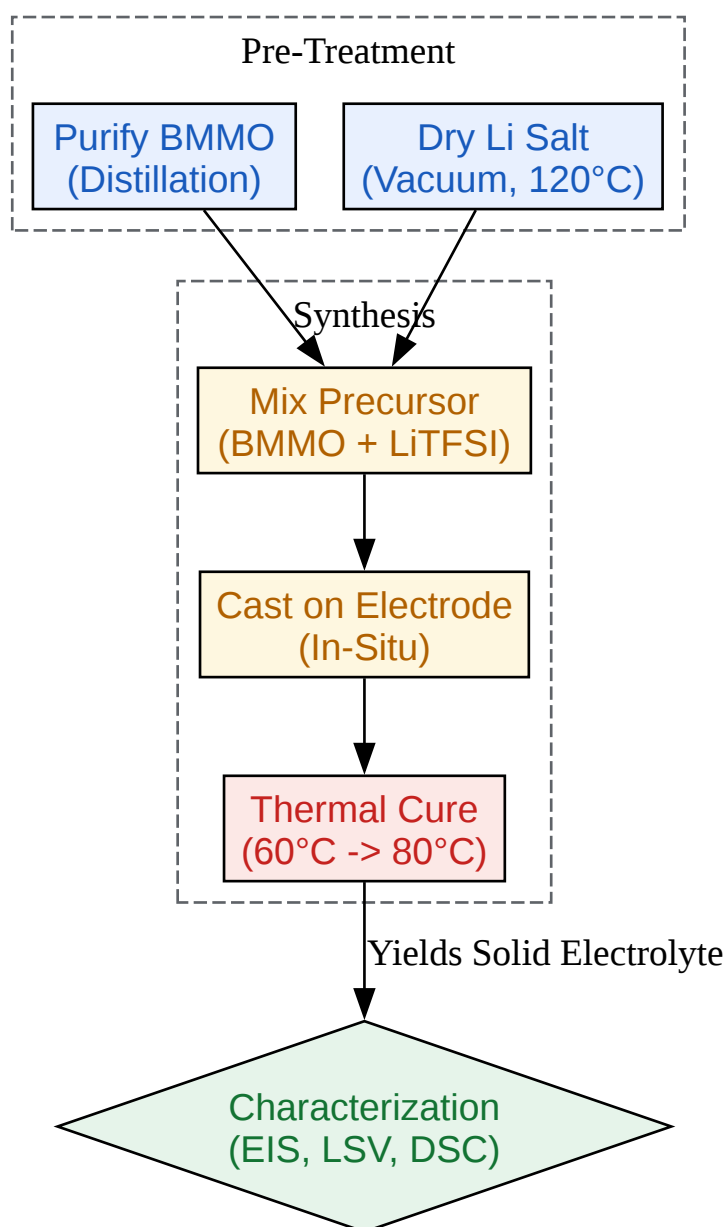 Pre-Treatment
Purify BMMO
(Distillation)
Dry Li Salt
(Vacuum, 120°C)
Synthesis
Mix Precursor
(BMMO + LiTFSI)
Cast on Electrode
(In-Situ)
Thermal Cure
(60°C -> 80°C)
Yields Solid Electrolyte
Characterization
(EIS, LSV, DSC)